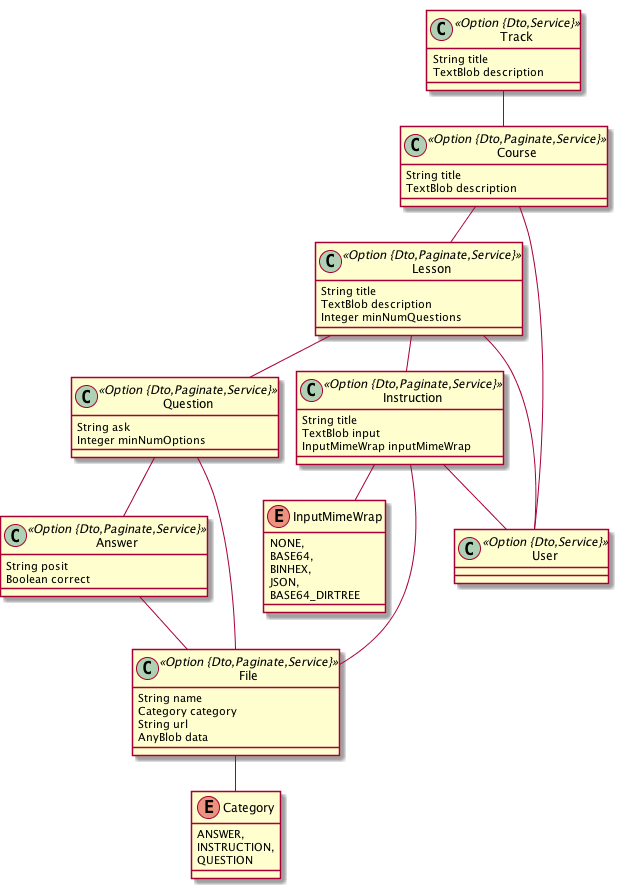 C «Option {Dto,Service}»
Track
String title
TextBlob description
C «Option {Dto,Paginate,Service}»
Course
String title
TextBlob description
C «Option {Dto,Paginate,Service}»
Lesson
String title
TextBlob description
Integer minNumQuestions
C «Option {Dto,Paginate,Service}»
Question
String ask
Integer minNumOptions
C «Option {Dto,Paginate,Service}»
Instruction
String title
TextBlob input
InputMimeWrap inputMimeWrap
C «Option {Dto,Paginate,Service}»
Answer
String posit
Boolean correct
E InputMimeWrap
NONE,
BASE64,
BINHEX,
JSON,
BASE64_DIRTREE
C «Option {Dto,Service}»
User
C «Option {Dto,Paginate,Service}»
File
String name
Category category
String url
AnyBlob data
E Category
ANSWER,
INSTRUCTION,
QUESTION